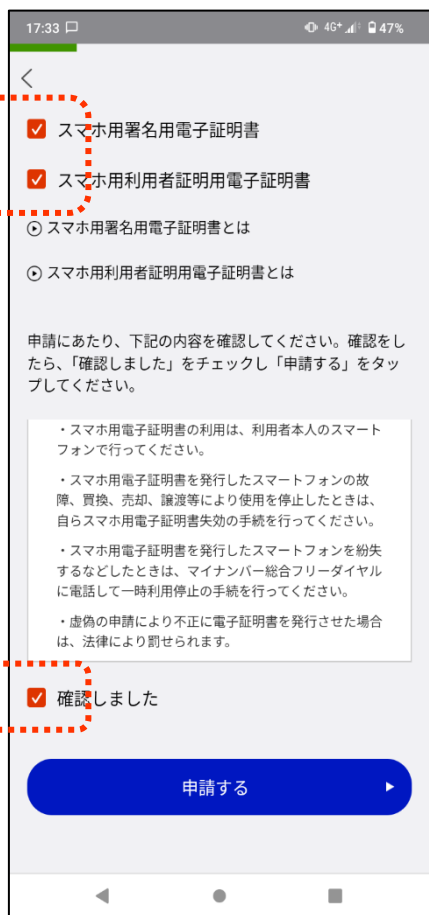 17:33 4G+ 47%
スマホ用署名用電子証明書
スマホ用利用者証明用電子証明書
スマホ用署名用電子証明書とは
スマホ用利用者証明用電子証明書とは
申請にあたり、下記の内容を確認してください。確認をし
たら、「確認しました」をチェックし「申請する」をタッ
プしてください。
・スマホ用電子証明書の利用は、利用者本人のスマート
フォンで行ってください。
・スマホ用電子証明書を発行したスマートフォンの故
障、買換、売却、譲渡等により使用を停止したときは、
自らスマホ用電子証明書失効の手続を行ってください。
・スマホ用電子証明書を発行したスマートフォンを紛失
するなどしたときは、マイナンバー総合フリーダイヤル
に電話して一時利用停止の手続を行ってください。
・虚偽の申請により不正に電子証明書を発行させた場合
は、法律により罰せられます。
確認しました
申請する